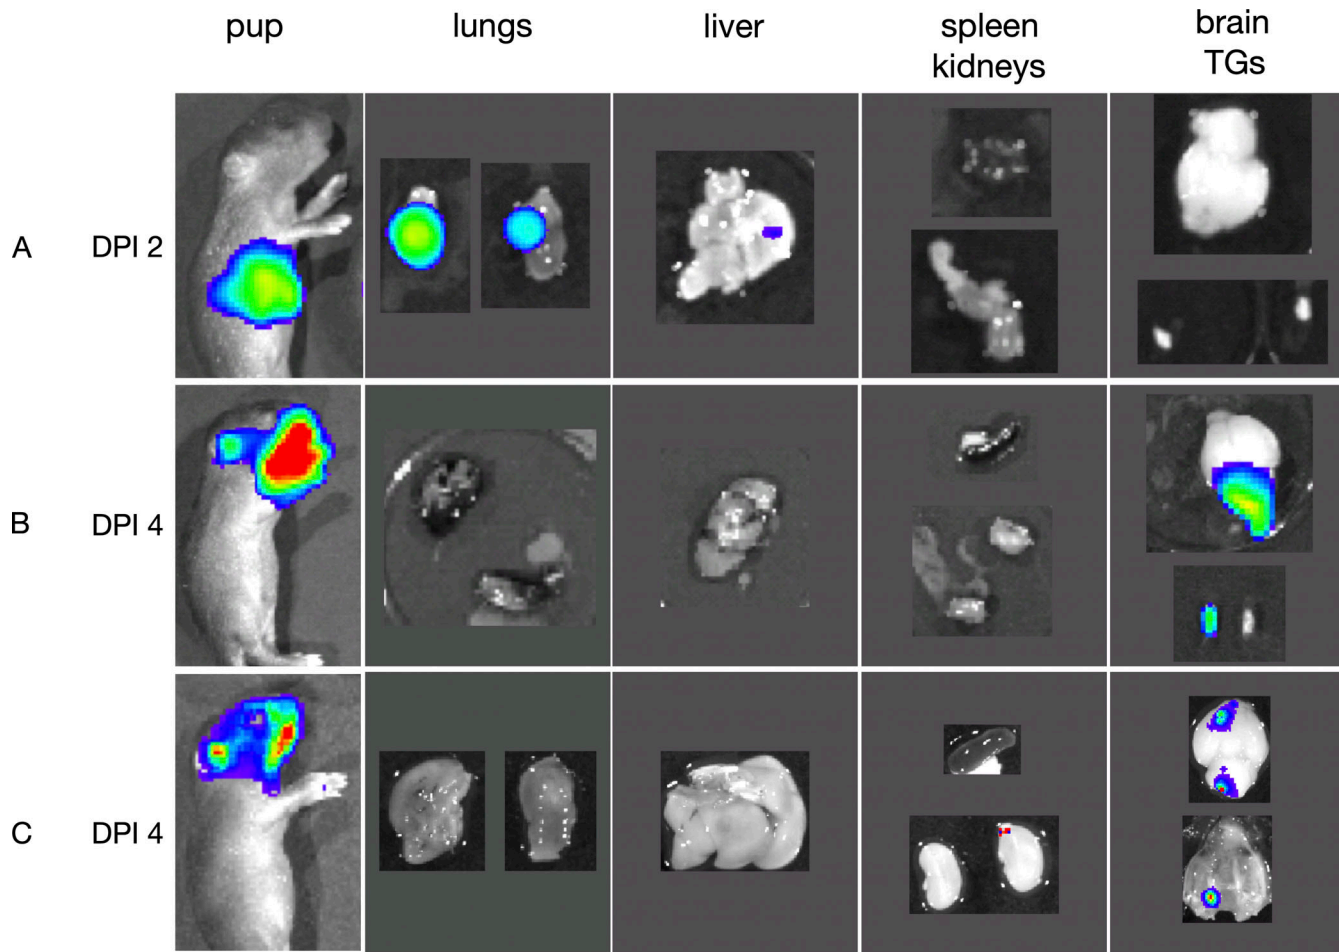 pup
lungs
liver
spleen
kidneys
brain
TGs
A
DPI 2
B
DPI 4
C
DPI 4